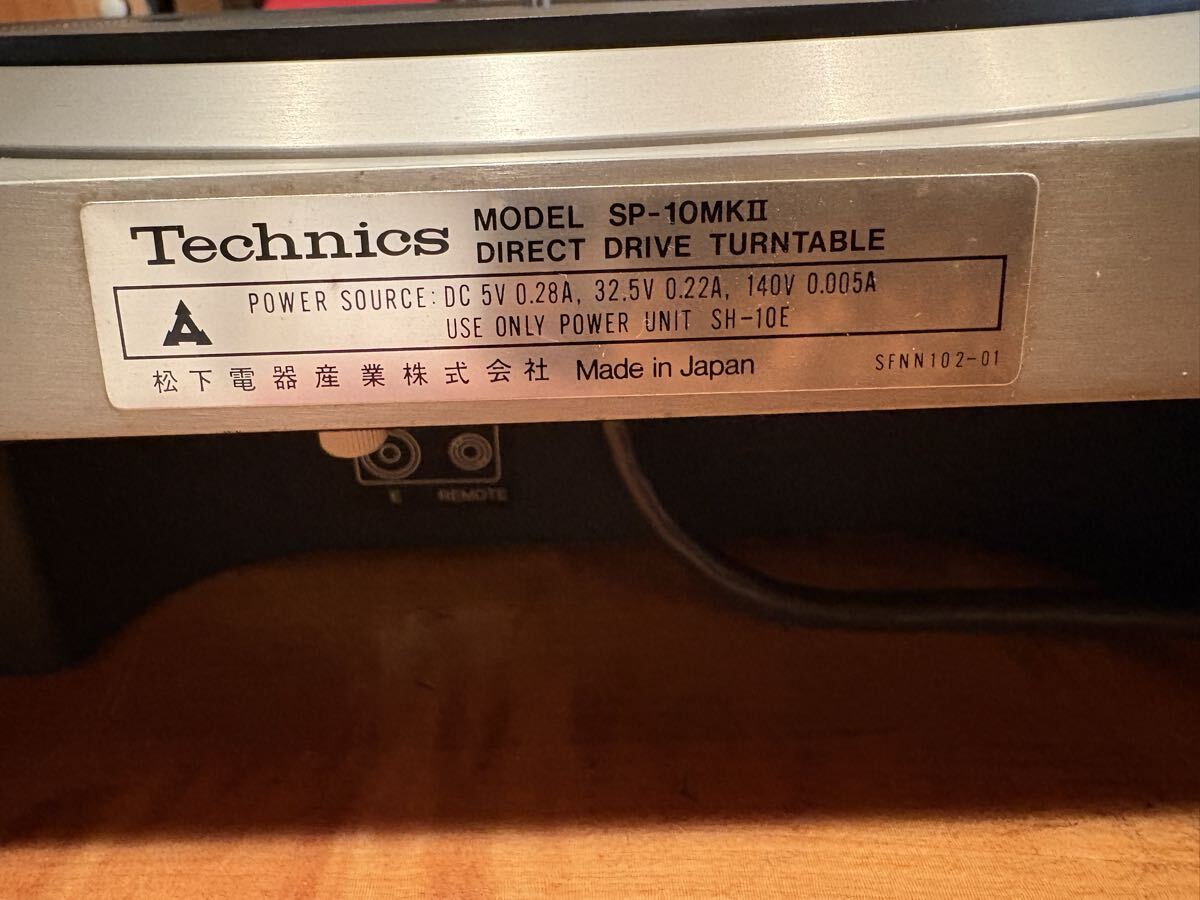 Technics MODEL SP-10MKⅡ
DIRECT DRIVE TURNTABLE
POWER SOURCE: DC 5V 0.28A, 32.5V 0.22A, 140V 0.005A
USE ONLY POWER UNIT SH-10E
松下電器産業株式会社 Made in Japan SFNN102-01
E REMOTE